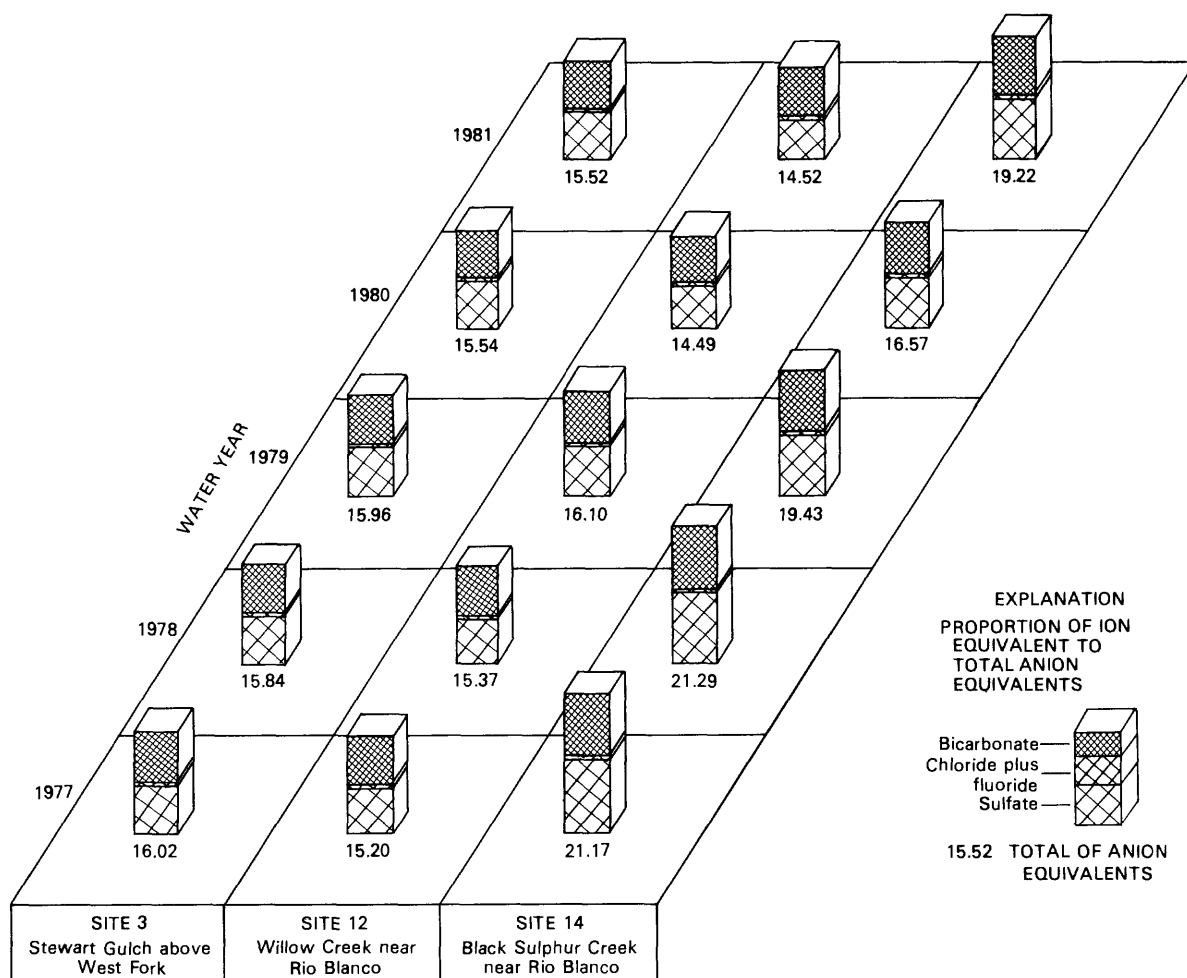 1981
15.52
14.52
19.22
1980
15.54
14.49
16.57
WATER YEAR
1979
15.96
16.10
19.43
1978
15.84
15.37
21.29
1977
16.02
15.20
21.17
SITE 3
Stewart Gulch above
West Fork
SITE 12
Willow Creek near
Rio Blanco
SITE 14
Black Sulphur Creek
near Rio Blanco
EXPLANATION
PROPORTION OF ION
EQUIVALENT TO
TOTAL ANION
EQUIVALENTS
Bicarbonate
Chloride plus
fluoride
Sulfate
15.52 TOTAL OF ANION
EQUIVALENTS